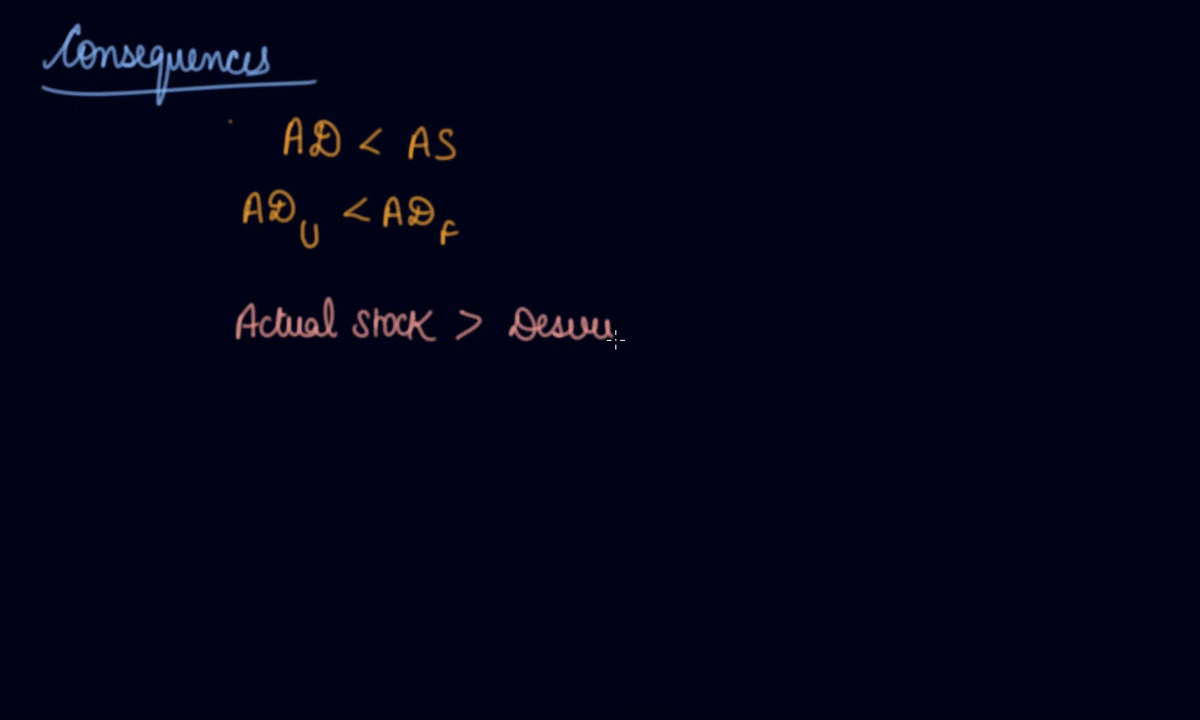 Consequences
AD < AS
AD_U < AD_F
Actual stock >